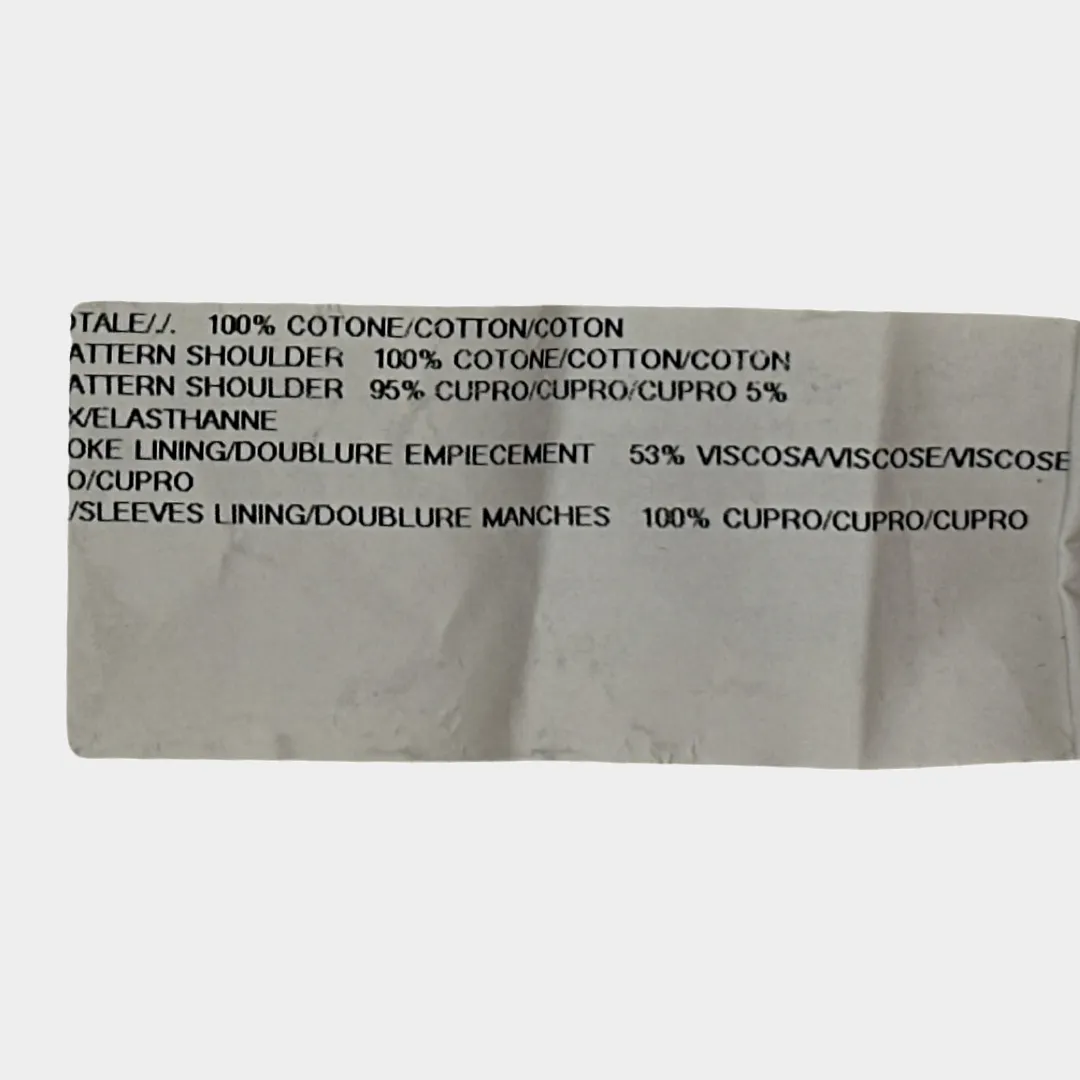 OTALE/./. 100% COTONE/COTTON/COTON
ATTERN SHOULDER 100% COTONE/COTTON/COTON
ATTERN SHOULDER 95% CUPRO/CUPRO/CUPRO 5%
X/ELASTHANNE
OKE LINING/DOUBLURE EMPIECEMENT 53% VISCOSA/VISCOSE/VISCOSE
O/CUPRO
/SLEEVES LINING/DOUBLURE MANCHES 100% CUPRO/CUPRO/CUPRO